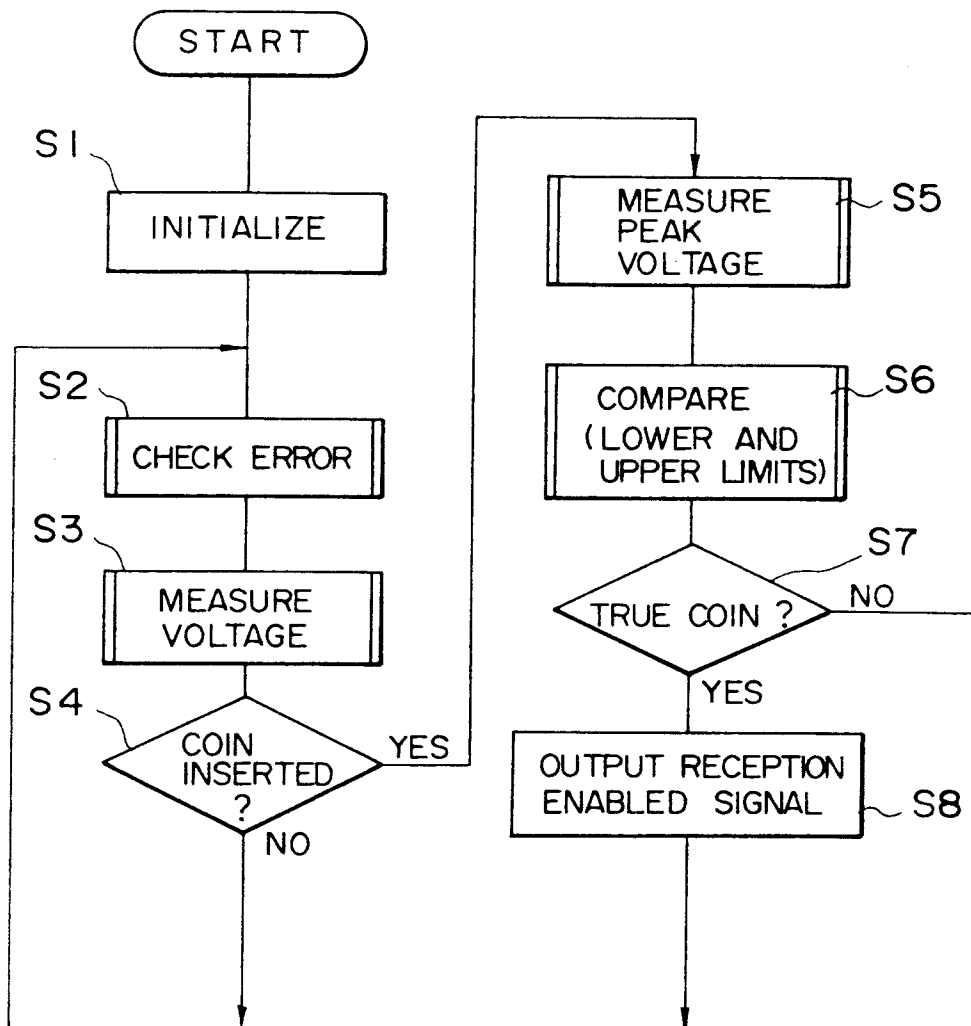 START
S1
INITIALIZE
S2
CHECK ERROR
S3
MEASURE
VOLTAGE
S4
COIN
INSERTED
?
YES
NO
MEASURE
PEAK
VOLTAGE
S5
COMPARE
(LOWER AND
UPPER LIMITS)
S6
S7
TRUE COIN ?
NO
YES
OUTPUT RECEPTION
ENABLED SIGNAL
S8